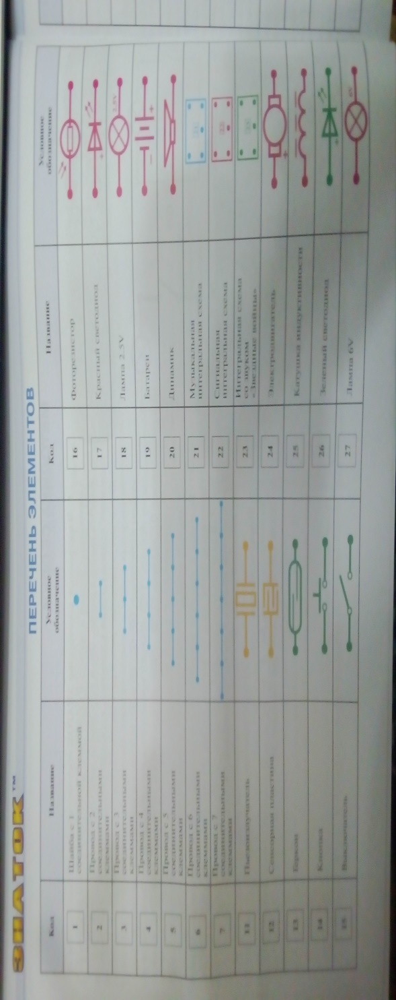 ЗНАТОК™
ПЕРЕЧЕНЬ ЭЛЕМЕНТОВ
Код Название Условное обозначение Код Название Условное обозначение
1 Шайба с 1 соединительной клеммой 16 Фоторезистор
2 Провод с 2 соединительными клеммами 17 Красный светодиод +
3 Провод с 3 соединительными клеммами 18 Лампа 2.5V 2.5V
4 Провод с 4 соединительными клеммами 19 Батареи − +
5 Провод с 5 соединительными клеммами 20 Динамик
6 Провод с 6 соединительными клеммами 21 Музыкальная интегральная схема
7 Провод с 7 соединительными клеммами 22 Сигнальная интегральная схема
11 Пьезоизлучатель 23 Интегральная схема со звуком «Звездные войны»
12 Сенсорная пластина 24 Электродвигатель +
13 Геркон 25 Катушка индуктивности
14 Кнопка 26 Зеленый светодиод +
15 Выключатель 27 Лампа 6V 6V